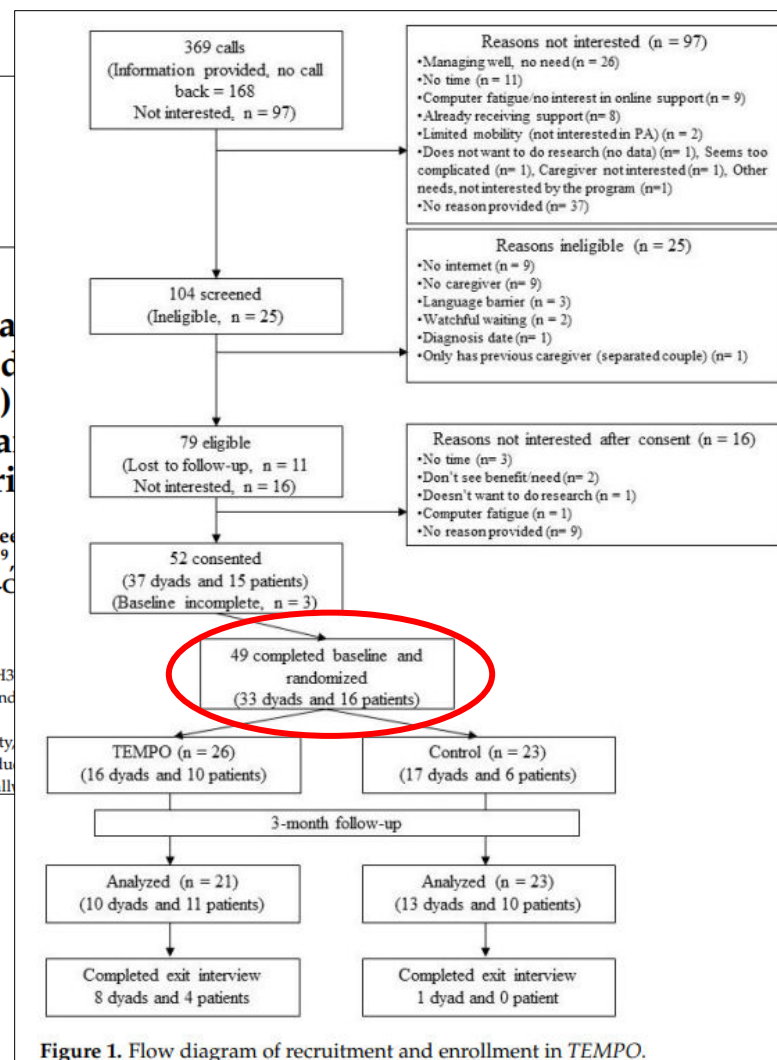 369 calls
(Information provided, no call
back = 168
Not interested, n = 97)
Reasons not interested (n = 97)
•Managing well, no need (n = 26)
•No time (n = 11)
•Computer fatigue/no interest in online support (n = 9)
•Already receiving support (n= 8)
•Limited mobility (not interested in PA) (n = 2)
•Does not want to do research (no data) (n= 1), Seems too
complicated (n= 1), Caregiver not interested (n= 1), Other
needs, not interested by the program (n=1)
•No reason provided (n= 37)
104 screened
(Ineligible, n = 25)
Reasons ineligible (n = 25)
•No internet (n= 9)
•No caregiver (n= 9)
•Language barrier (n = 3)
•Watchful waiting (n = 2)
•Diagnosis date (n= 1)
•Only has previous caregiver (separated couple) (n= 1)
79 eligible
(Lost to follow-up, n = 11
Not interested, n = 16)
Reasons not interested after consent (n = 16)
•No time (n= 3)
•Don't see benefit/need (n= 2)
•Doesn't want to do research (n = 1)
•Computer fatigue (n = 1)
•No reason provided (n= 9)
52 consented
(37 dyads and 15 patients)
(Baseline incomplete, n = 3)
49 completed baseline and
randomized
(33 dyads and 16 patients)
TEMPO (n = 26)
(16 dyads and 10 patients)
Control (n = 23)
(17 dyads and 6 patients)
3-month follow-up
Analyzed (n = 21)
(10 dyads and 11 patients)
Analyzed (n = 23)
(13 dyads and 10 patients)
Completed exit interview
8 dyads and 4 patients
Completed exit interview
1 dyad and 0 patient
Figure 1. Flow diagram of recruitment and enrollment in TEMPO.